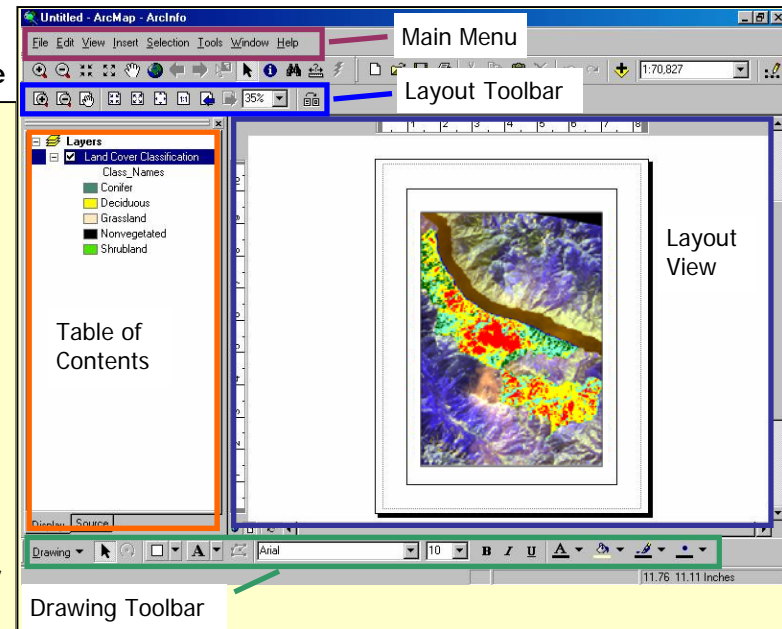 Untitled - ArcMap - ArcInfo
File Edit View Insert Selection Tools Window Help
Main Menu
1:70,827
35%
Layout Toolbar
Layers
Land Cover Classification
Class_Names
Conifer
Deciduous
Grassland
Nonvegetated
Shrubland
Table of
Contents
Layout
View
Display Source
Drawing A Arial 10 B I U A
11.76 11.11 Inches
Drawing Toolbar